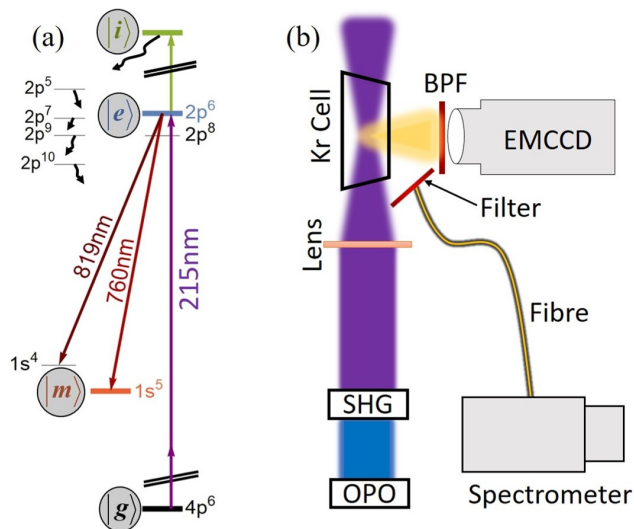 (a)
|i⟩
2p⁵
2p⁷
2p⁹
2p¹⁰
|e⟩
2p⁶
2p⁸
819nm
760nm
215nm
1s⁴
|m⟩
1s⁵
|g⟩
4p⁶
(b)
Kr Cell
BPF
EMCCD
Filter
Lens
Fibre
SHG
OPO
Spectrometer